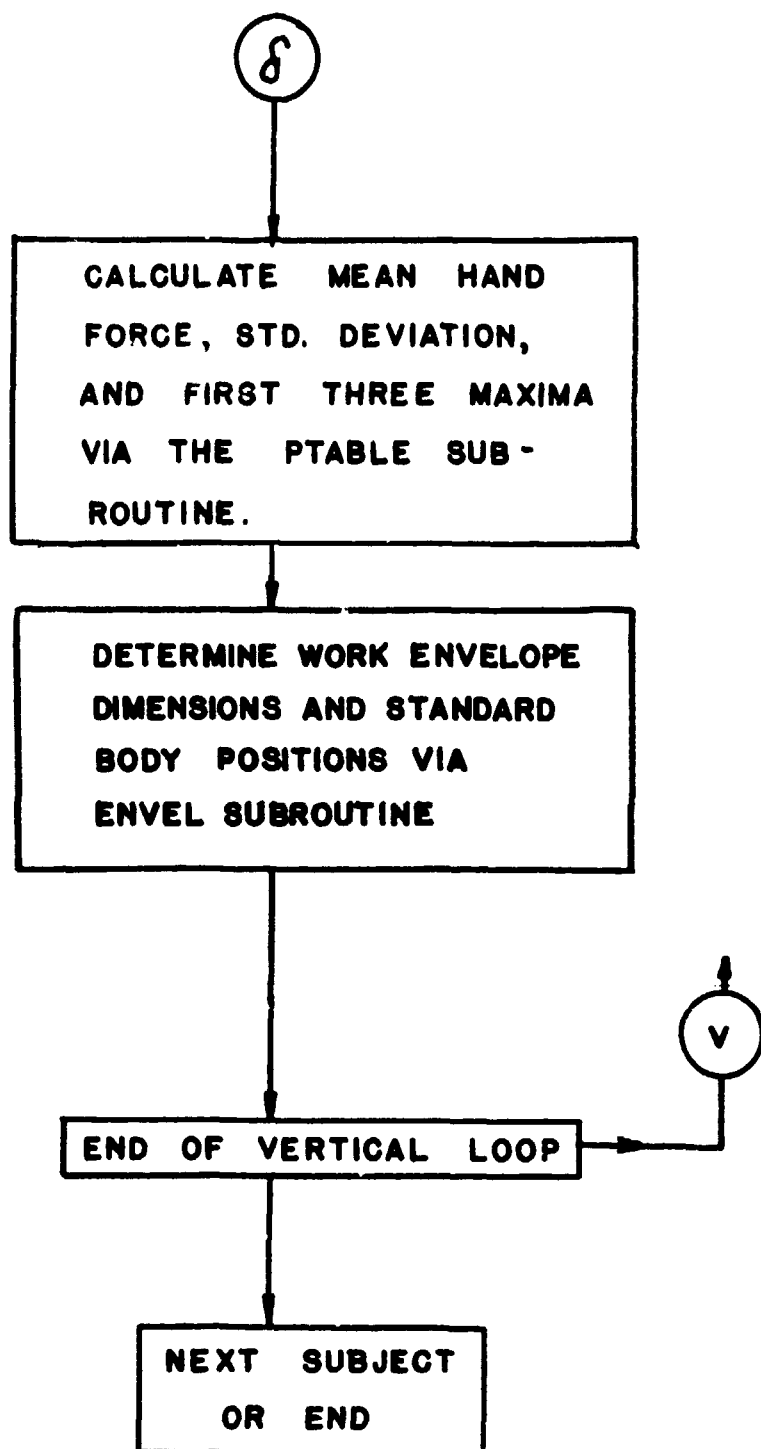 δ
CALCULATE MEAN HAND
FORCE, STD. DEVIATION,
AND FIRST THREE MAXIMA
VIA THE PTABLE SUB-
ROUTINE.
DETERMINE WORK ENVELOPE
DIMENSIONS AND STANDARD
BODY POSITIONS VIA
ENVEL SUBROUTINE
V
END OF VERTICAL LOOP
NEXT SUBJECT
OR END